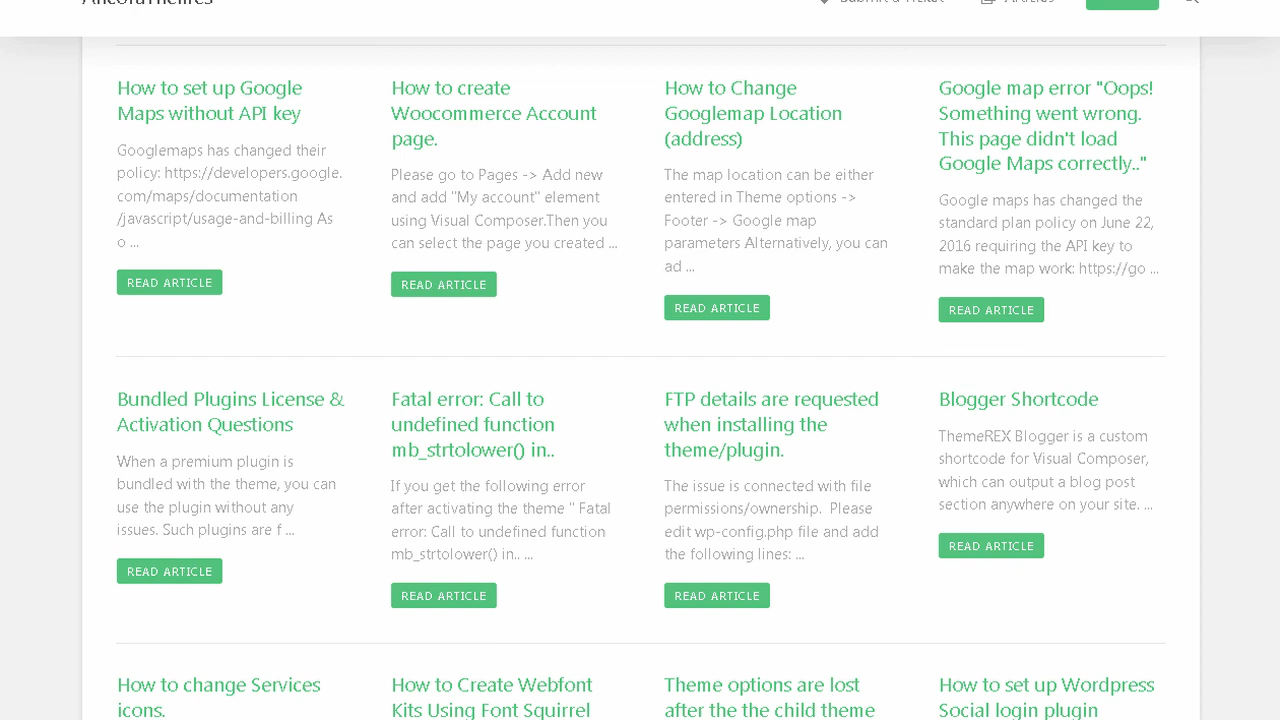 How to set up Google
Maps without API key
Googlemaps has changed their
policy: https://developers.google.
com/maps/documentation
/javascript/usage-and-billing As
o ...
READ ARTICLE
How to create
Woocommerce Account
page.
Please go to Pages -> Add new
and add "My account" element
using Visual Composer.Then you
can select the page you created ...
READ ARTICLE
How to Change
Googlemap Location
(address)
The map location can be either
entered in Theme options ->
Footer -> Google map
parameters Alternatively, you can
ad ...
READ ARTICLE
Google map error "Oops!
Something went wrong.
This page didn't load
Google Maps correctly.."
Google maps has changed the
standard plan policy on June 22,
2016 requiring the API key to
make the map work: https://go ...
READ ARTICLE
Bundled Plugins License &
Activation Questions
When a premium plugin is
bundled with the theme, you can
use the plugin without any
issues. Such plugins are f ...
READ ARTICLE
Fatal error: Call to
undefined function
mb_strtolower() in..
If you get the following error
after activating the theme " Fatal
error: Call to undefined function
mb_strtolower() in.. ...
READ ARTICLE
FTP details are requested
when installing the
theme/plugin.
The issue is connected with file
permissions/ownership.  Please
edit wp-config.php file and add
the following lines: ...
READ ARTICLE
Blogger Shortcode
ThemeREX Blogger is a custom
shortcode for Visual Composer,
which can output a blog post
section anywhere on your site. ...
READ ARTICLE
How to change Services
icons.
How to Create Webfont
Kits Using Font Squirrel
Theme options are lost
after the the child theme
How to set up Wordpress
Social login plugin